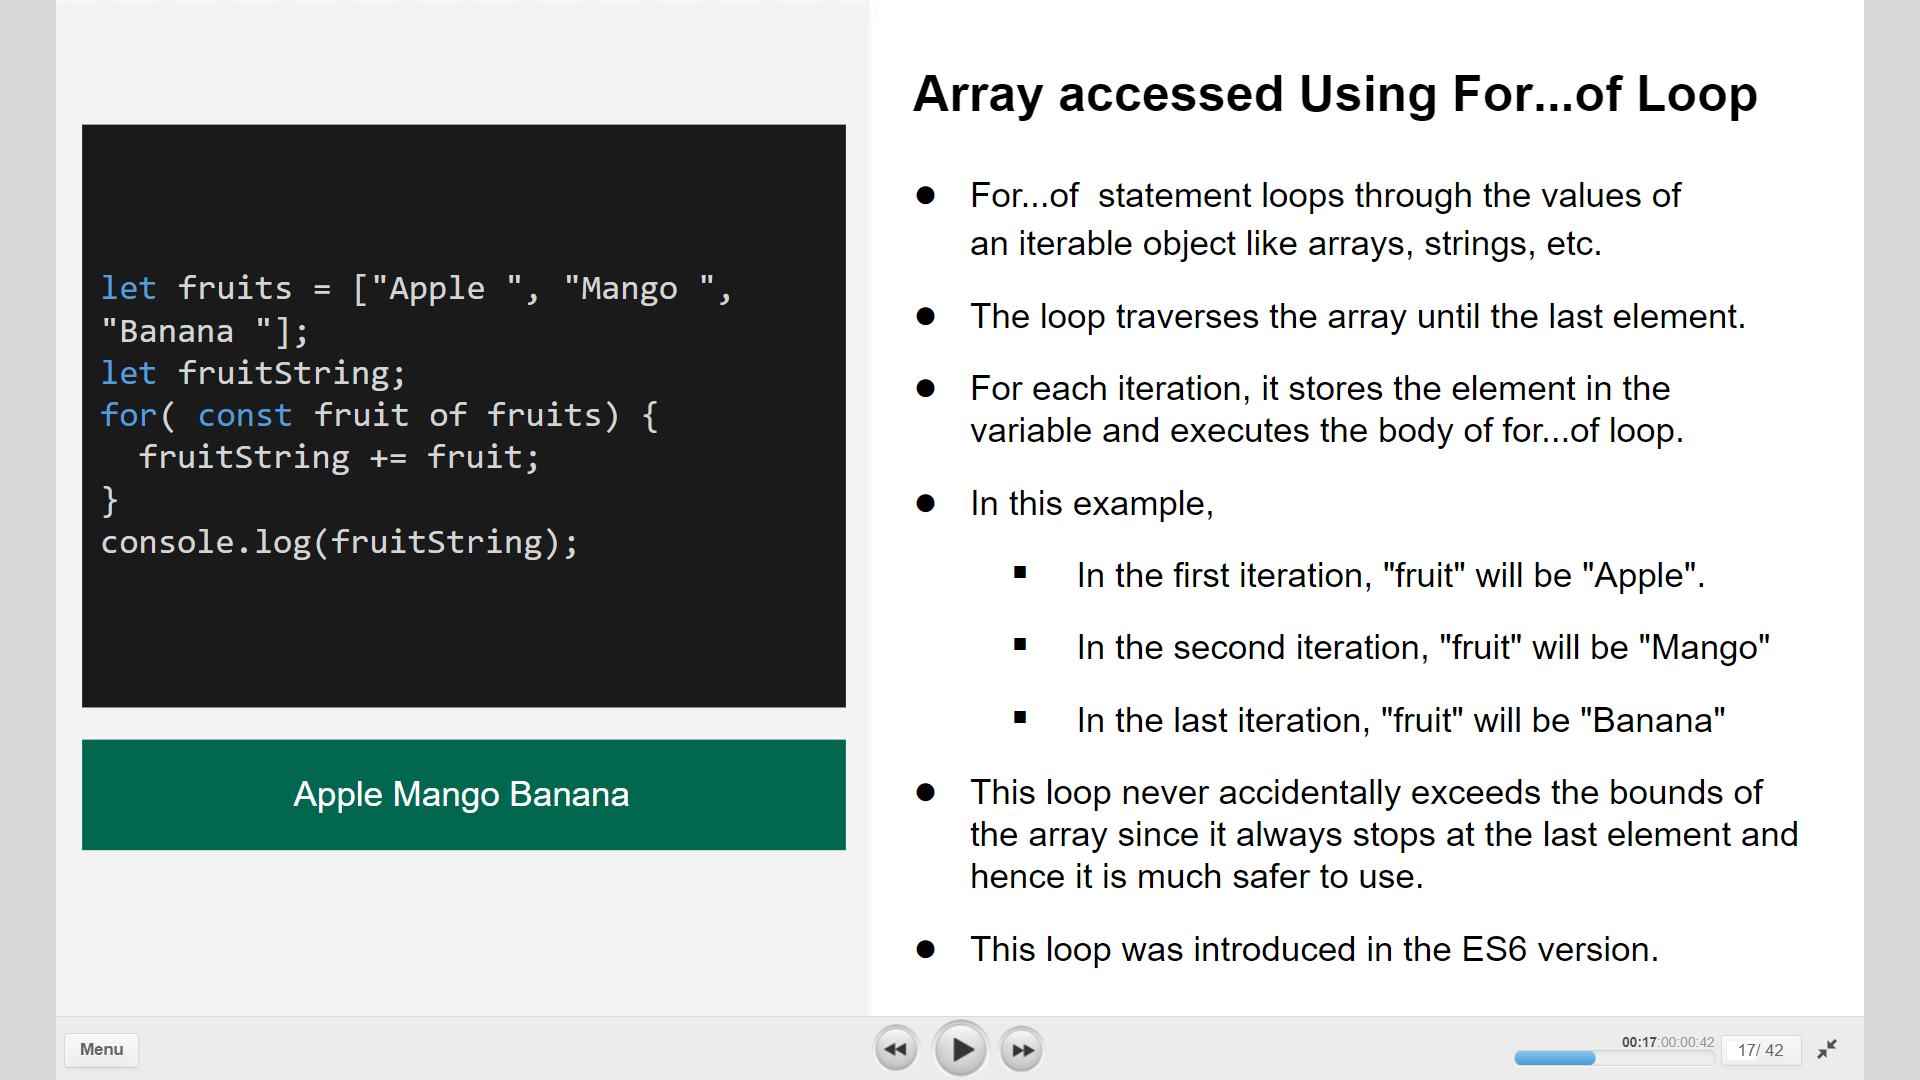 let fruits = ["Apple ", "Mango ",
"Banana "];
let fruitString;
for( const fruit of fruits) {
  fruitString += fruit;
}
console.log(fruitString);
Apple Mango Banana
Array accessed Using For...of Loop
● For...of  statement loops through the values of
an iterable object like arrays, strings, etc.
● The loop traverses the array until the last element.
● For each iteration, it stores the element in the
variable and executes the body of for...of loop.
● In this example,
▪ In the first iteration, "fruit" will be "Apple".
▪ In the second iteration, "fruit" will be "Mango"
▪ In the last iteration, "fruit" will be "Banana"
● This loop never accidentally exceeds the bounds of
the array since it always stops at the last element and
hence it is much safer to use.
● This loop was introduced in the ES6 version.
Menu
00:17:00:00:42
17/ 42